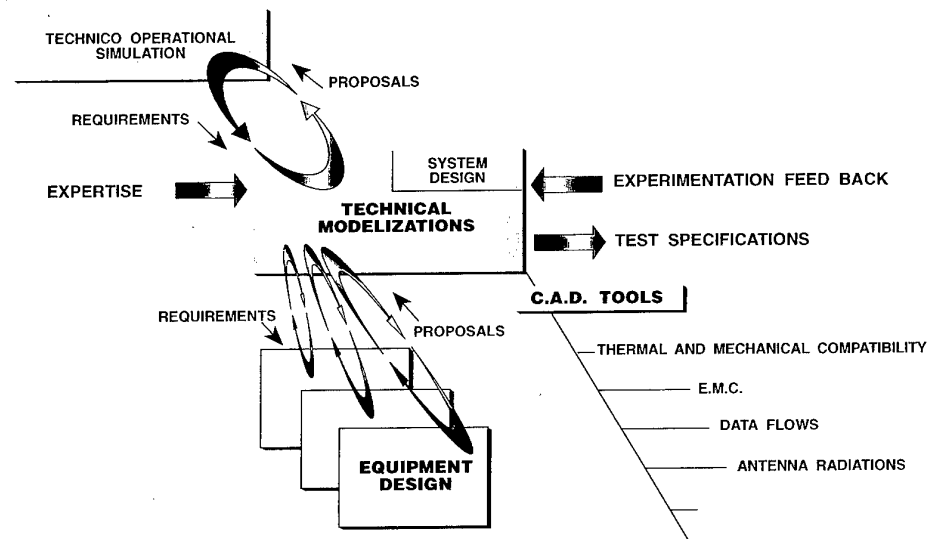 TECHNICO OPERATIONAL
SIMULATION
PROPOSALS
REQUIREMENTS
SYSTEM
DESIGN
EXPERTISE
EXPERIMENTATION FEED BACK
TECHNICAL
MODELIZATIONS
TEST SPECIFICATIONS
C.A.D. TOOLS
REQUIREMENTS
PROPOSALS
THERMAL AND MECHANICAL COMPATIBILITY
E.M.C.
DATA FLOWS
ANTENNA RADIATIONS
EQUIPMENT
DESIGN